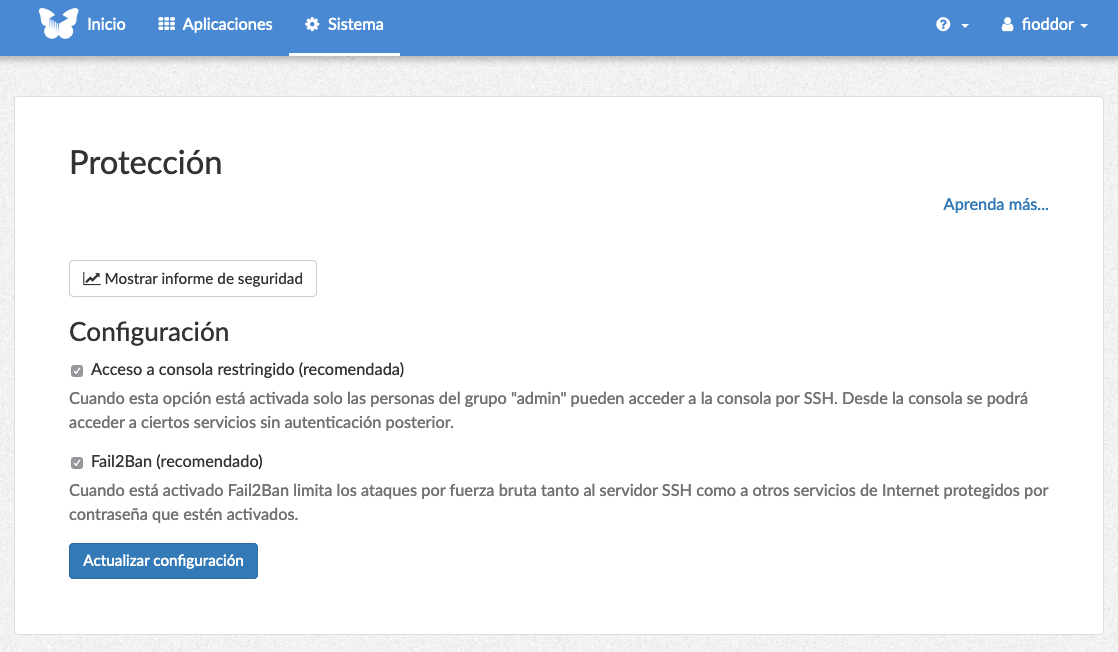 Inicio Aplicaciones Sistema fioddor
Protección
Aprenda más...
Mostrar informe de seguridad
Configuración
Acceso a consola restringido (recomendada)
Cuando esta opción está activada solo las personas del grupo "admin" pueden acceder a la consola por SSH. Desde la consola se podrá
acceder a ciertos servicios sin autenticación posterior.
Fail2Ban (recomendado)
Cuando está activado Fail2Ban limita los ataques por fuerza bruta tanto al servidor SSH como a otros servicios de Internet protegidos por
contraseña que estén activados.
Actualizar configuración